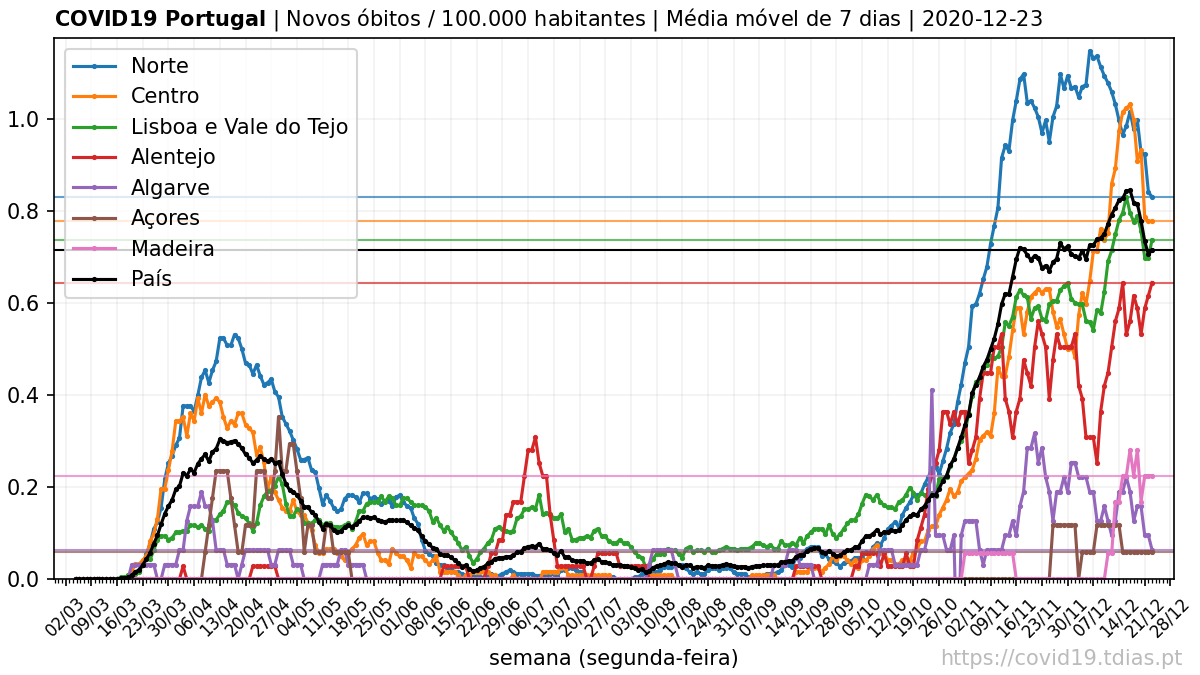 COVID19 Portugal | Novos óbitos / 100.000 habitantes | Média móvel de 7 dias | 2020-12-23
Norte
Centro
Lisboa e Vale do Tejo
Alentejo
Algarve
Açores
Madeira
País
1.0
0.8
0.6
0.4
0.2
0.0
02/03 09/03 16/03 23/03 30/03 06/04 13/04 20/04 27/04 04/05 11/05 18/05 25/05 01/06 08/06 15/06 22/06 29/06 06/07 13/07 20/07 27/07 03/08 10/08 17/08 24/08 31/08 07/09 14/09 21/09 28/09 05/10 12/10 19/10 26/10 02/11 09/11 16/11 23/11 30/11 07/12 14/12 21/12 28/12
semana (segunda-feira)
https://covid19.tdias.pt